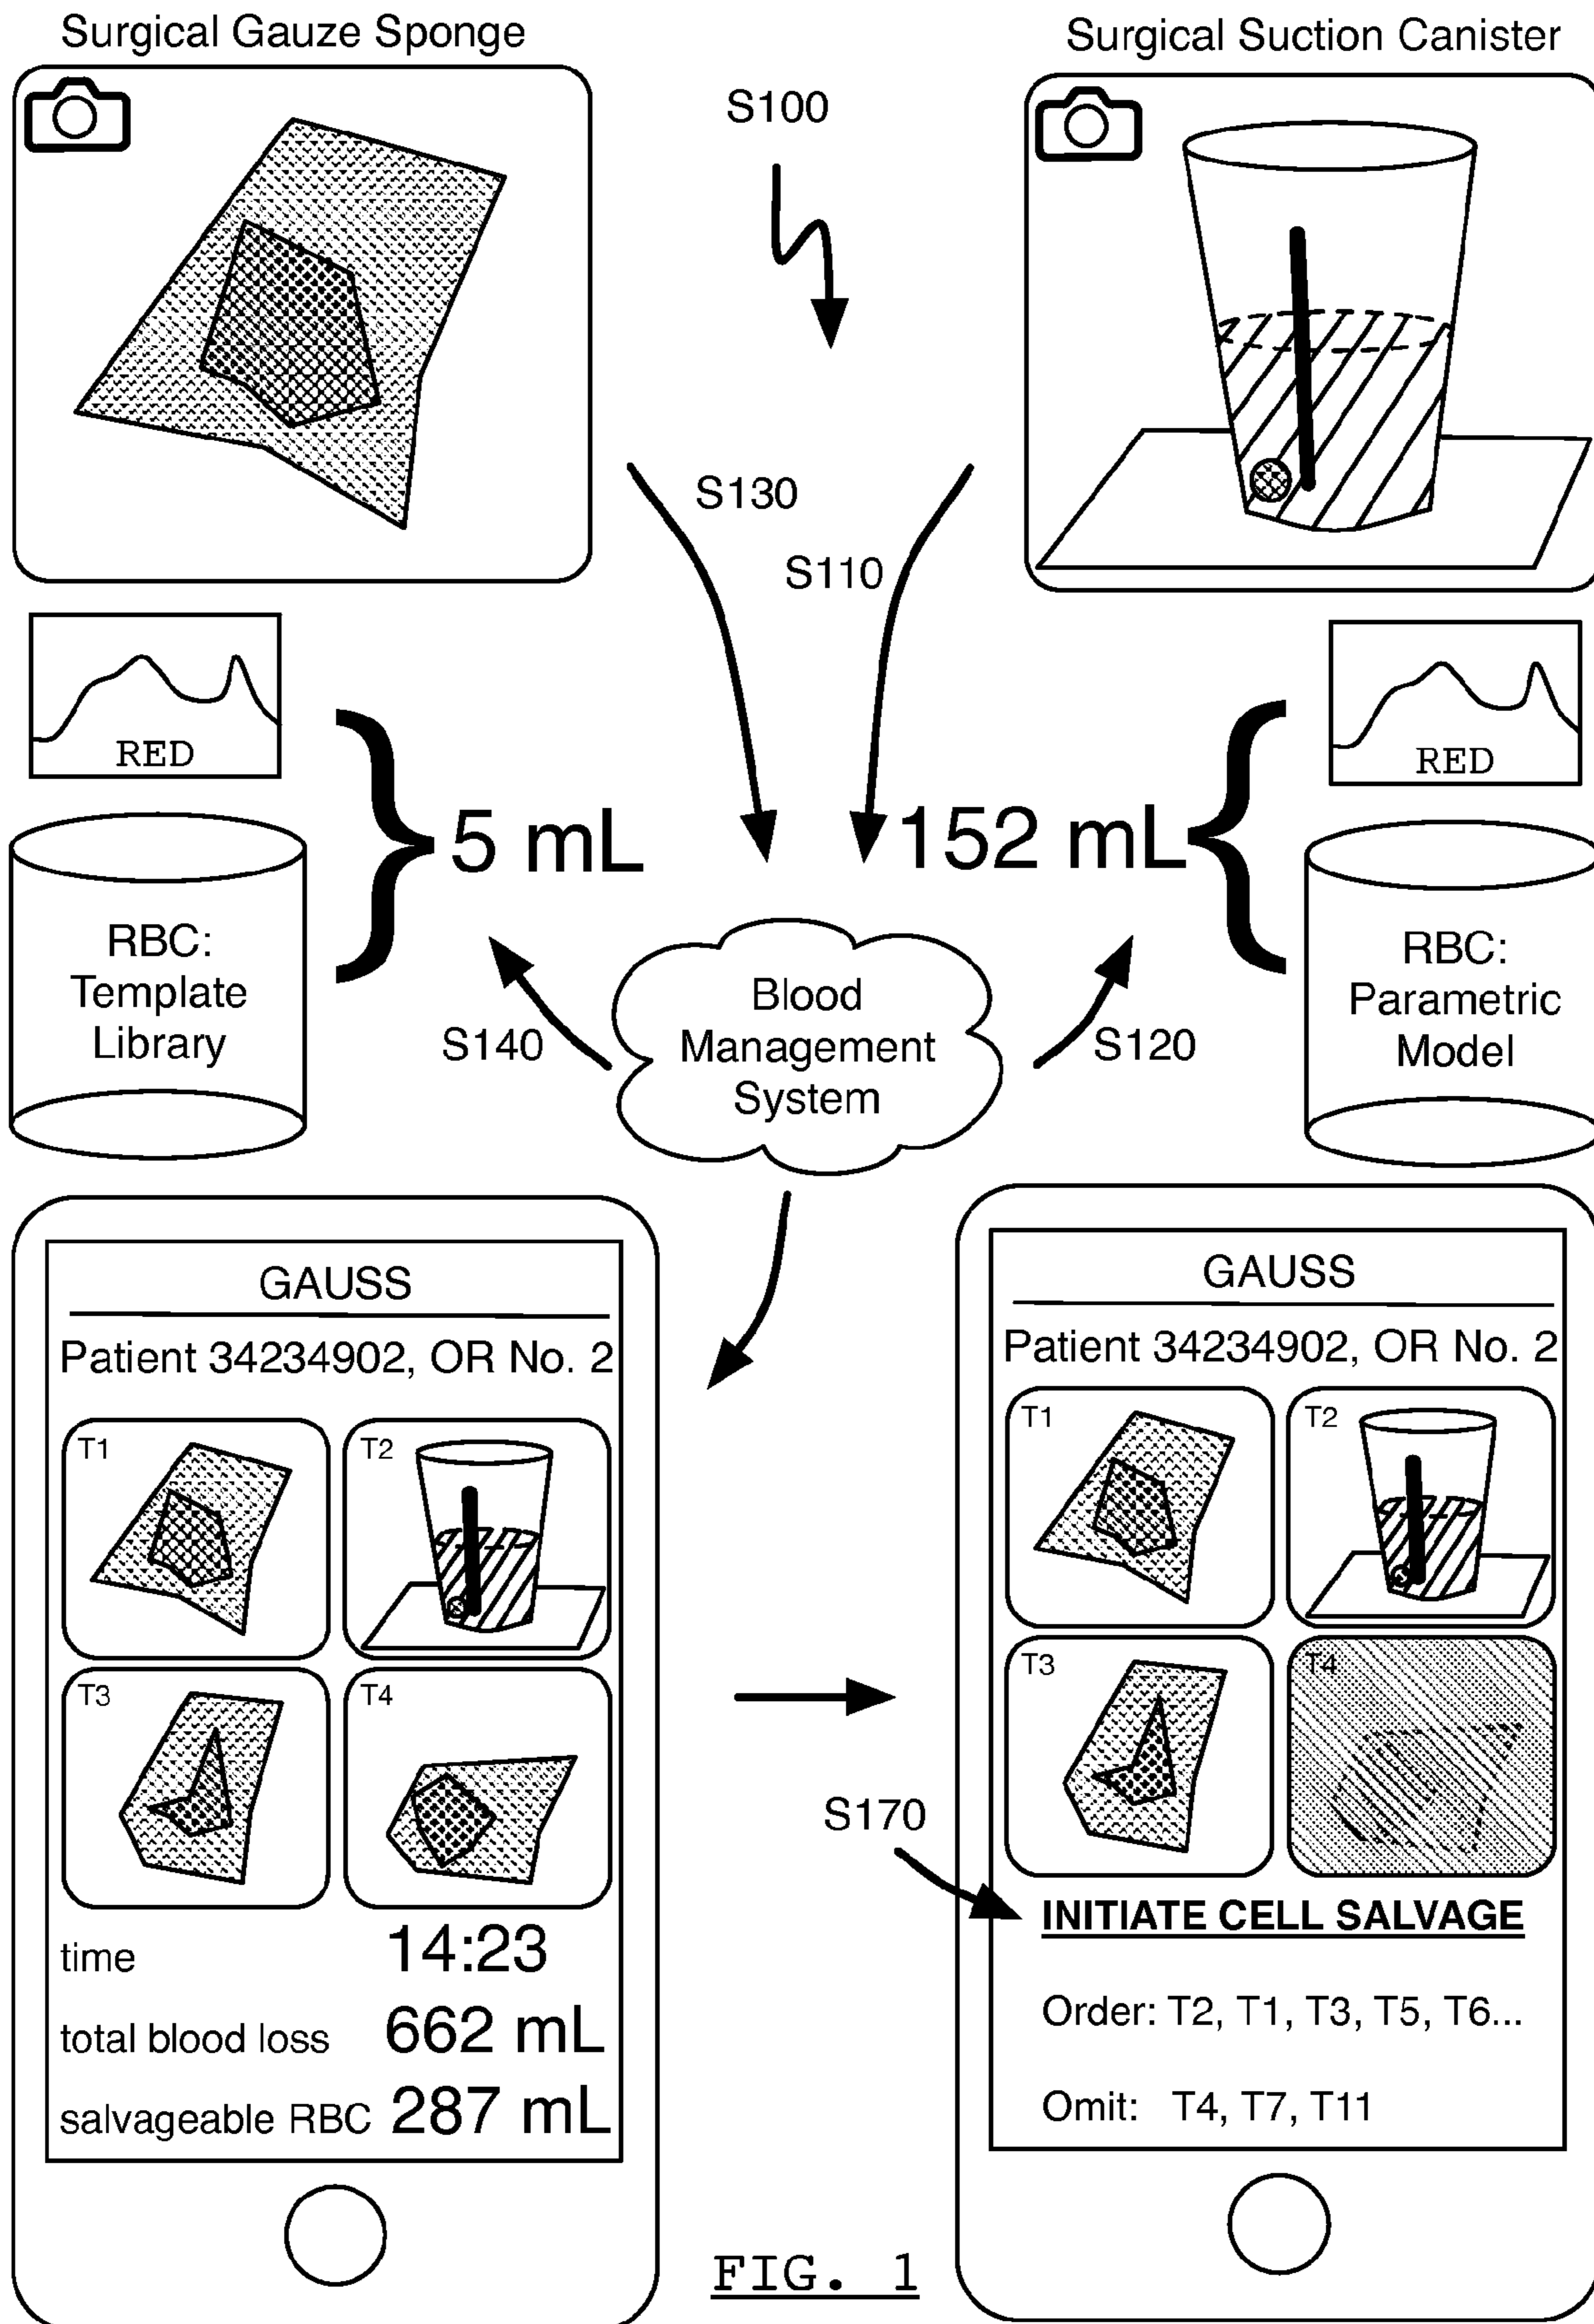 Surgical Gauze Sponge
Surgical Suction Canister
S100
S130
S110
RED
RED
5 mL
152 mL
RBC:
Template
Library
Blood
Management
System
RBC:
Parametric
Model
S140
S120
GAUSS
Patient 34234902, OR No. 2
T1
T2
T3
T4
time 14:23
total blood loss 662 mL
salvageable RBC 287 mL
GAUSS
Patient 34234902, OR No. 2
T1
T2
T3
T4
S170
INITIATE CELL SALVAGE
Order: T2, T1, T3, T5, T6...
Omit: T4, T7, T11
FIG. 1